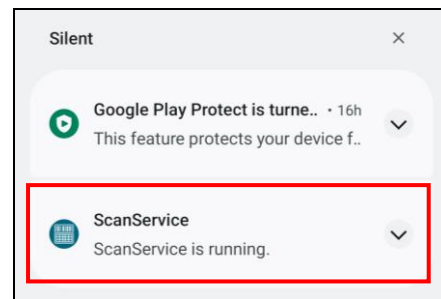 Silent
Google Play Protect is turne.. • 16h
This feature protects your device f..
ScanService
ScanService is running.